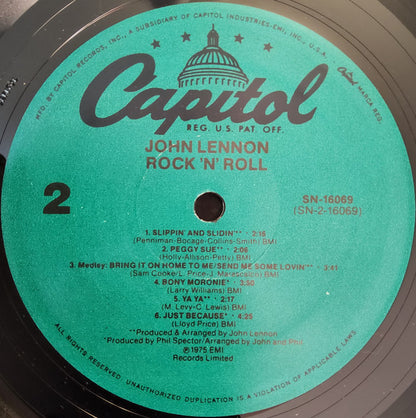 MFD. BY CAPITOL RECORDS, INC., A SUBSIDIARY OF CAPITOL INDUSTRIES-EMI, INC., U.S.A.
Capitol MARCA REG.
Capitol
REG. U.S. PAT. OFF.
JOHN LENNON
ROCK 'N' ROLL
2
SN-16069
(SN-2-16069)
1. SLIPPIN' AND SLIDIN'** · 2:16
(Penniman-Bocage-Collins-Smith) BMI
2. PEGGY SUE** · 2:06
(Holly-Allison-Petty) BMI
3. Medley: BRING IT ON HOME TO ME/SEND ME SOME LOVIN'** · 3:41
(Sam Cooke/L. Price-J. Marascalco) BMI
4. BONY MORONIE* · 3:50
(Larry Williams) BMI
5. YA YA** · 2:17
(M. Levy-C. Lewis) BMI
6. JUST BECAUSE* · 4:25
(Lloyd Price) BMI
**Produced & Arranged by John Lennon
*Produced by Phil Spector/Arranged by John and Phil
℗1975 EMI
Records Limited
ALL RIGHTS RESERVED. UNAUTHORIZED DUPLICATION IS A VIOLATION OF APPLICABLE LAWS.